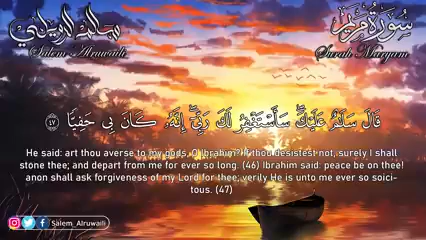 سالم الرويلي
سورة مريم
Salem Alruwaili
Surah Maryam
قَالَ سَلَٰمٌ عَلَيْكَ ۖ سَأَسْتَغْفِرُ لَكَ رَبِّىٓ ۖ إِنَّهُۥ كَانَ بِى حَفِيًّا ٤٧
He said: art thou averse to my gods, O Ibrahim! If thou desistest not, surely I shall
stone thee; and depart from me for ever so long. (46) Ibrahim said: peace be on thee!
anon shall ask forgiveness of my Lord for thee; verily He is unto me ever so soici-
tous. (47)
Salem_Alruwaili